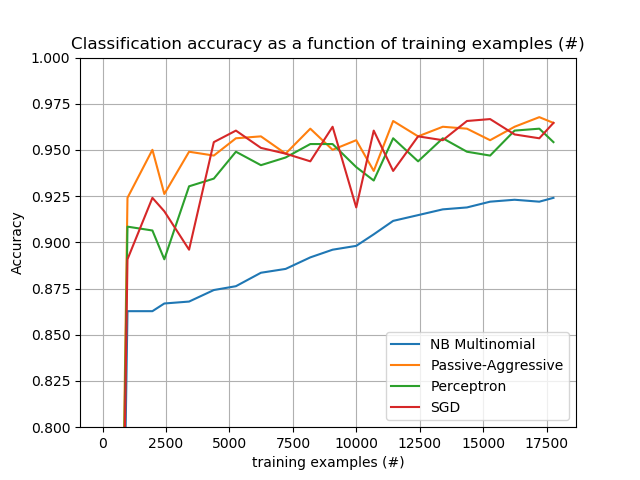 Classification accuracy as a function of training examples (#)
1.000
0.975
0.950
0.925
0.900
0.875
0.850
0.825
0.800
Accuracy
NB Multinomial
Passive-Aggressive
Perceptron
SGD
0 2500 5000 7500 10000 12500 15000 17500
training examples (#)